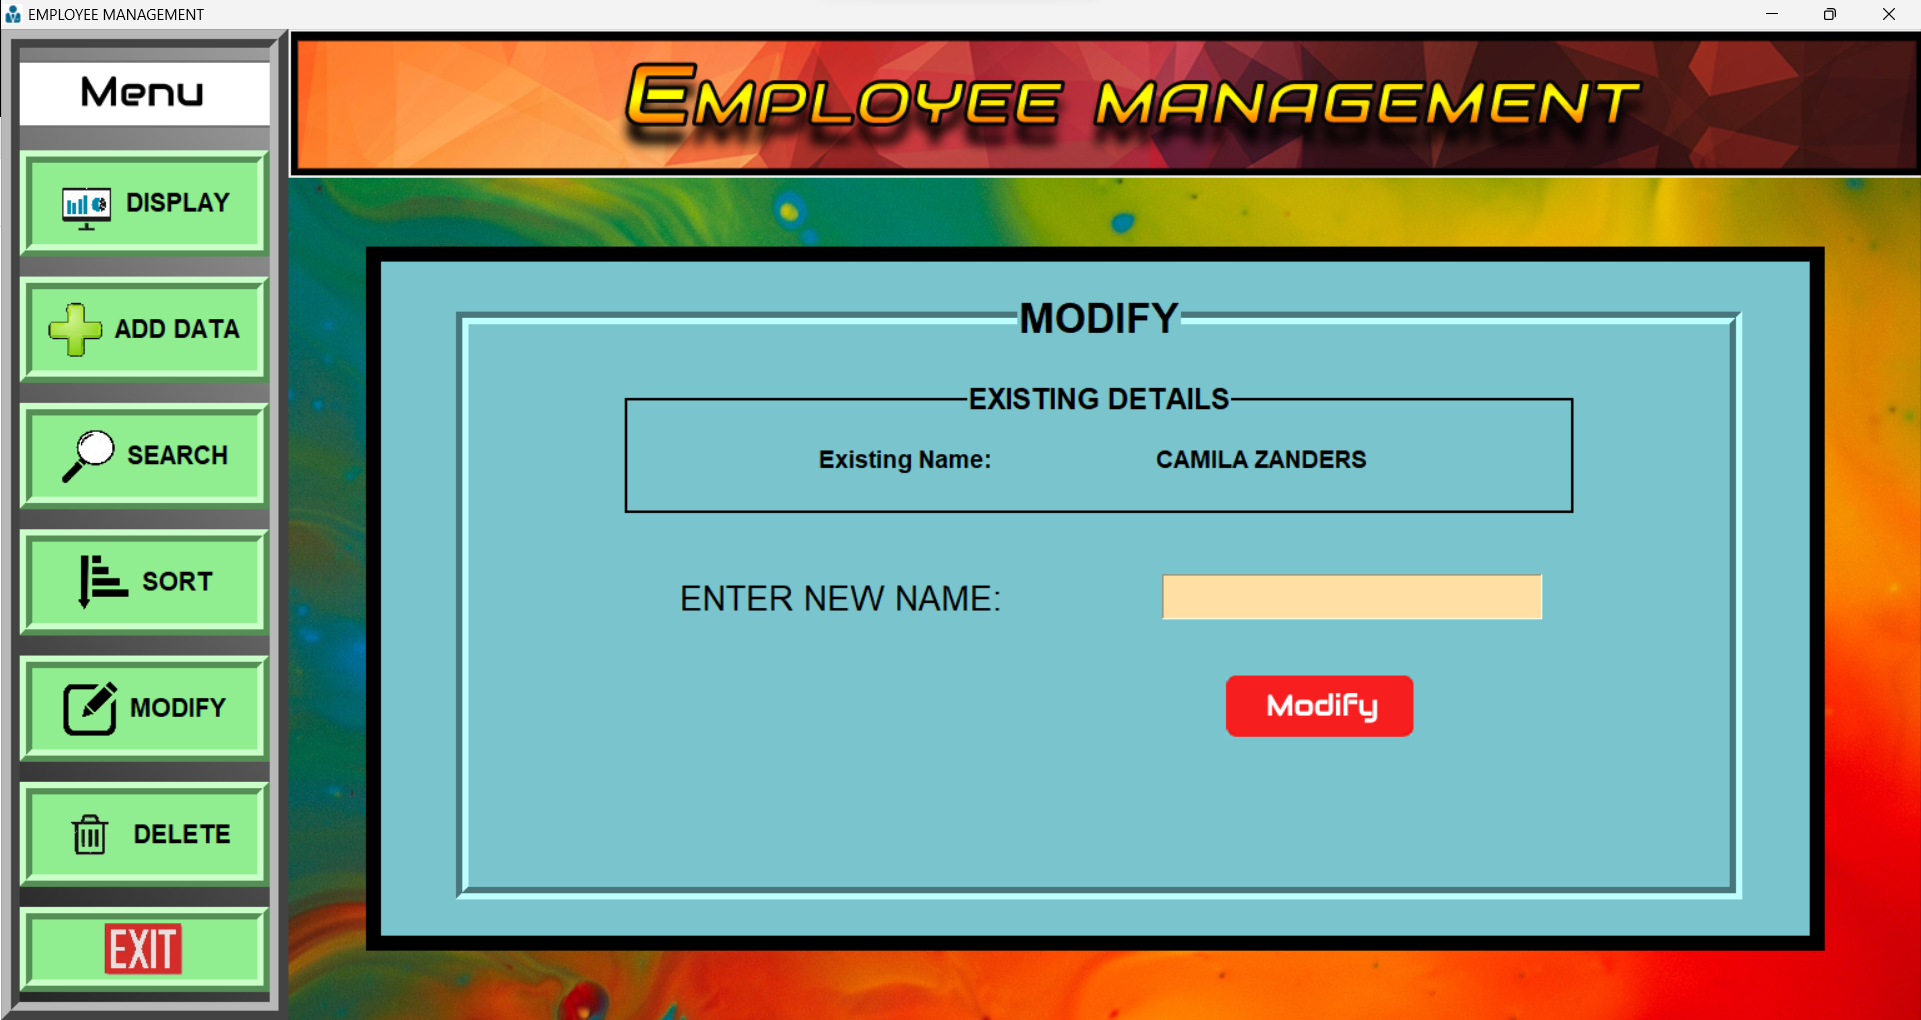 EMPLOYEE MANAGEMENT
Menu
EMPLOYEE MANAGEMENT
DISPLAY
ADD DATA
SEARCH
SORT
MODIFY
DELETE
EXIT
MODIFY
EXISTING DETAILS
Existing Name: CAMILA ZANDERS
ENTER NEW NAME:
Modify